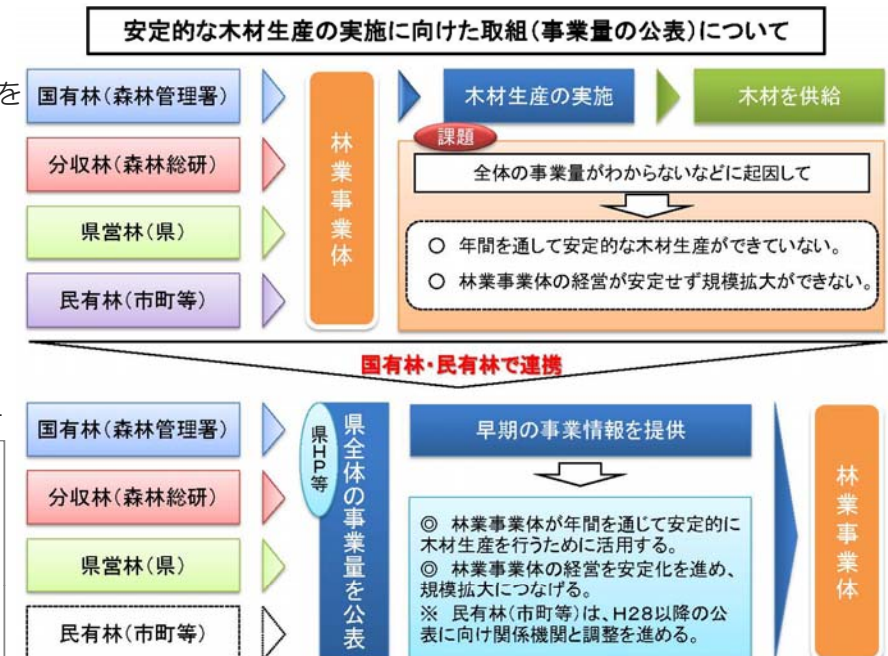 安定的な木材生産の実施に向けた取組(事業量の公表)について
を
国有林(森林管理署)
分収林(森林総研)
県営林(県)
民有林(市町等)
林業事業体
木材生産の実施
木材を供給
課題
全体の事業量がわからないなどに起因して
○ 年間を通して安定的な木材生産ができていない。
○ 林業事業体の経営が安定せず規模拡大ができない。
国有林・民有林で連携
国有林(森林管理署)
分収林(森林総研)
県営林(県)
民有林(市町等)
県HP等
県全体の事業量を公表
早期の事業情報を提供
◎ 林業事業体が年間を通じて安定的に
木材生産を行うために活用する。
◎ 林業事業体の経営を安定化を進め、
規模拡大につなげる。
※ 民有林(市町等)は、H28以降の公
表に向け関係機関と調整を進める。
林業事業体